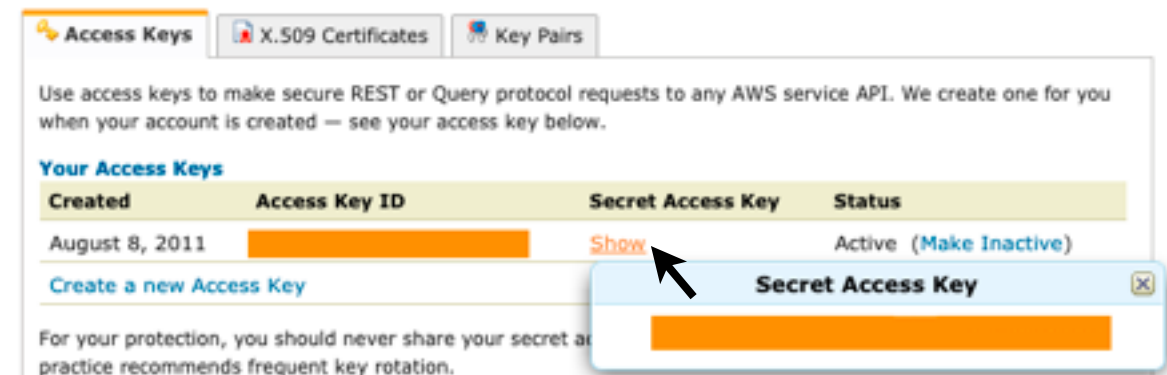 Access Keys X.509 Certificates Key Pairs
Use access keys to make secure REST or Query protocol requests to any AWS service API. We create one for you
when your account is created — see your access key below.
Your Access Keys
Created Access Key ID Secret Access Key Status
August 8, 2011 Show Active (Make Inactive)
Create a new Access Key
Secret Access Key
For your protection, you should never share your secret
practice recommends frequent key rotation.